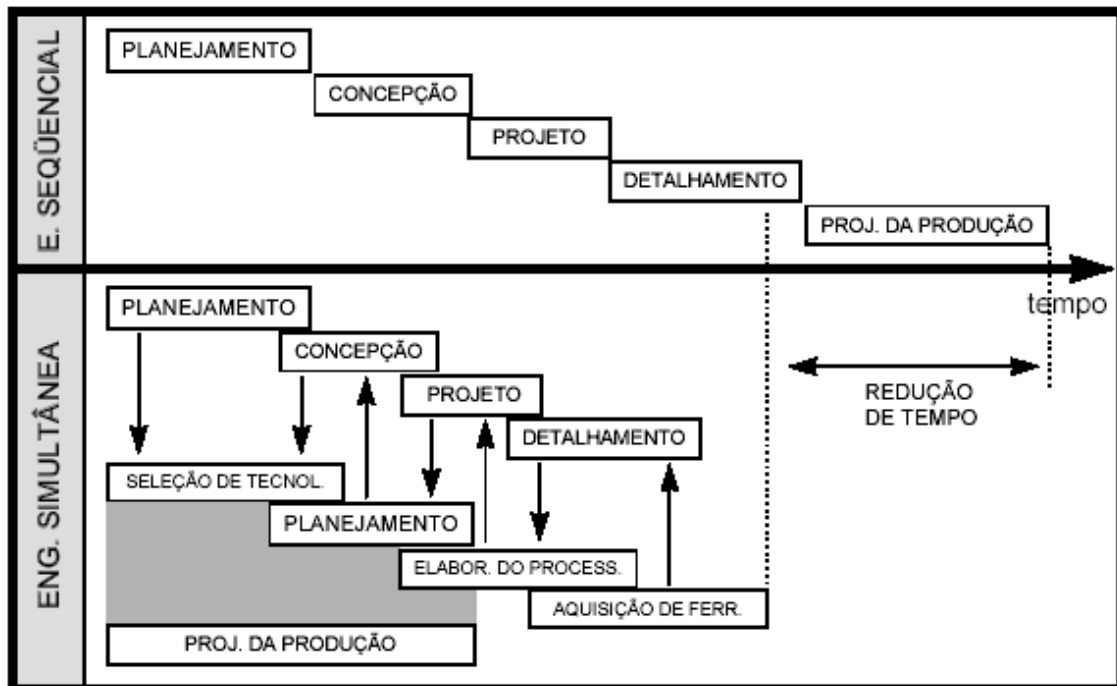 E. SEQÜENCIAL
PLANEJAMENTO
CONCEPÇÃO
PROJETO
DETALHAMENTO
PROJ. DA PRODUÇÃO
tempo
ENG. SIMULTÂNEA
PLANEJAMENTO
CONCEPÇÃO
PROJETO
DETALHAMENTO
REDUÇÃO
DE TEMPO
SELEÇÃO DE TECNOL.
PLANEJAMENTO
ELABOR. DO PROCESS.
AQUISIÇÃO DE FERR.
PROJ. DA PRODUÇÃO